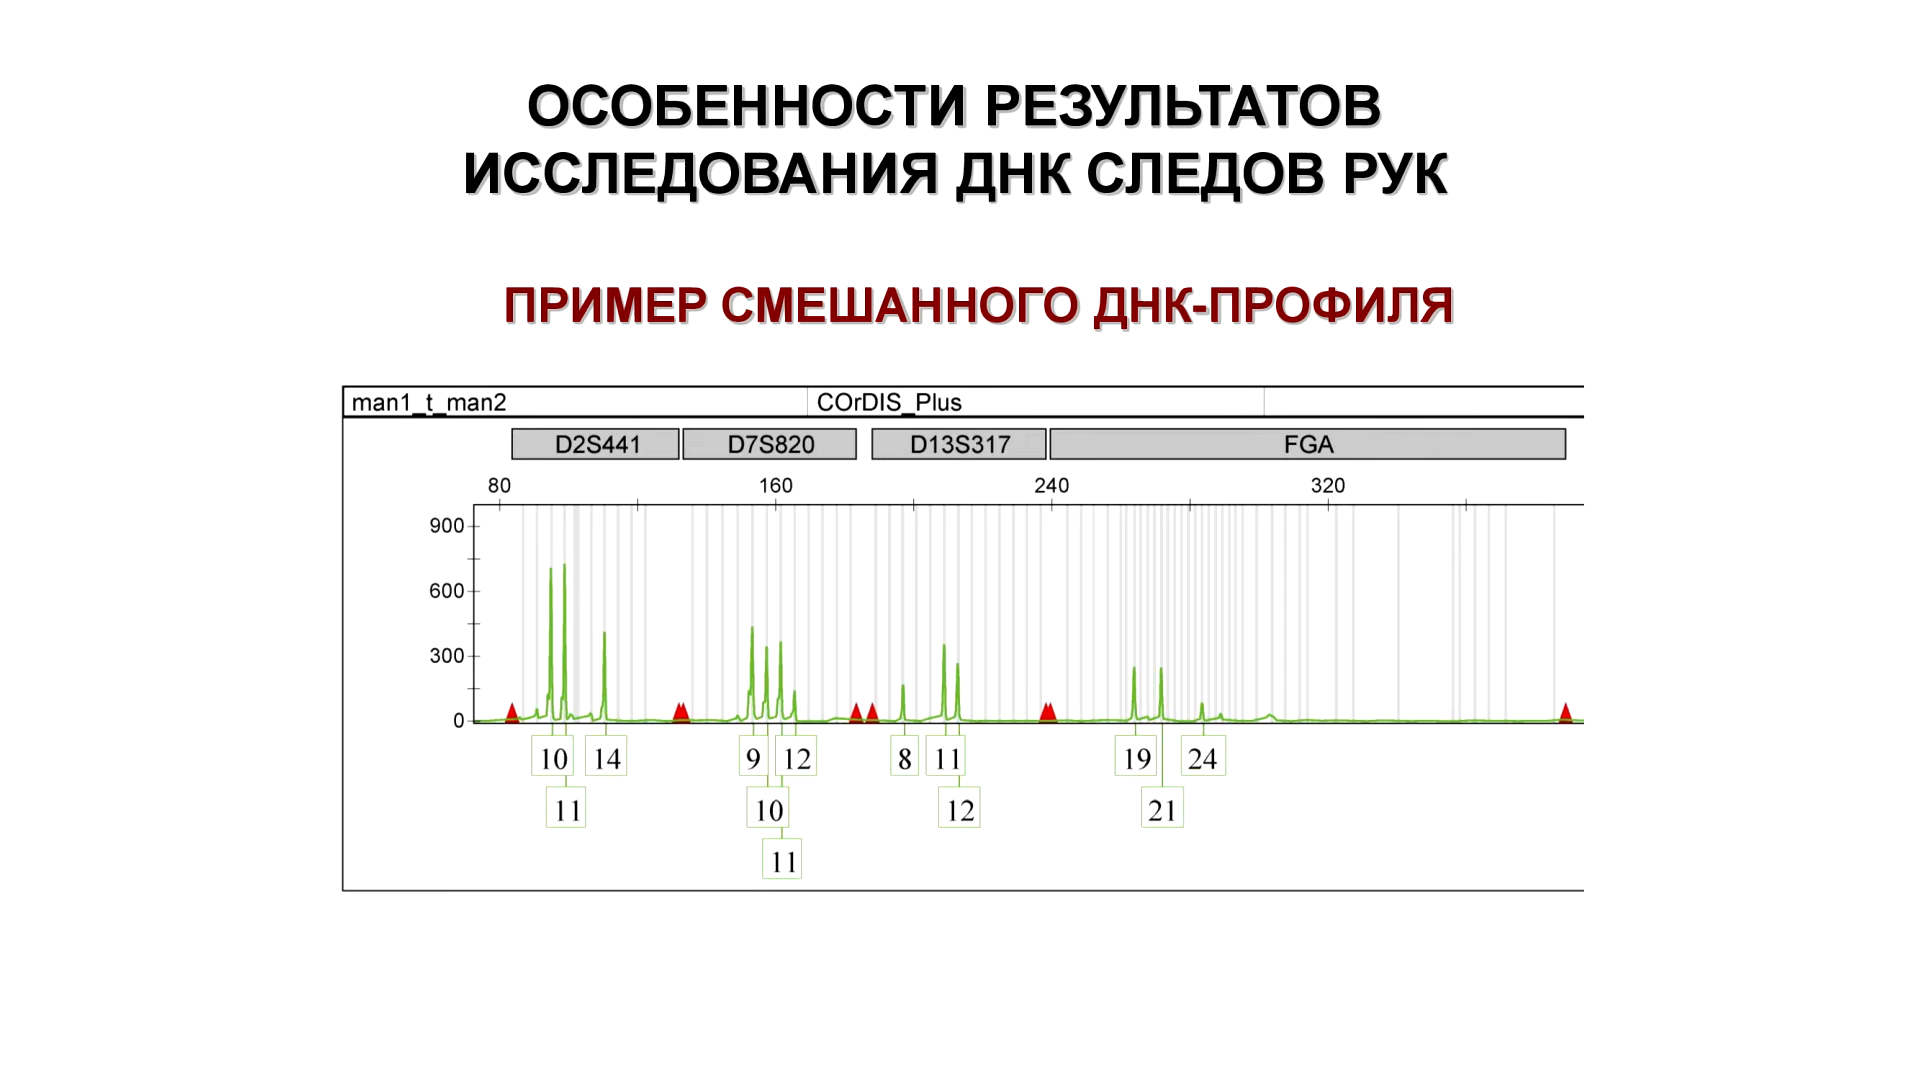 ОСОБЕННОСТИ РЕЗУЛЬТАТОВ
ИССЛЕДОВАНИЯ ДНК СЛЕДОВ РУК
ПРИМЕР СМЕШАННОГО ДНК-ПРОФИЛЯ
man1_t_man2 COrDIS_Plus
D2S441 D7S820 D13S317 FGA
80 160 240 320
900
600
300
0
10 14 9 12 8 11 19 24
11 10 12 21
11